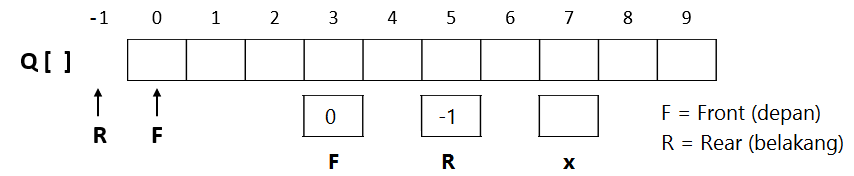 -1 0 1 2 3 4 5 6 7 8 9
Q [ ]
R F
0 -1
F R x
F = Front (depan)
R = Rear (belakang)